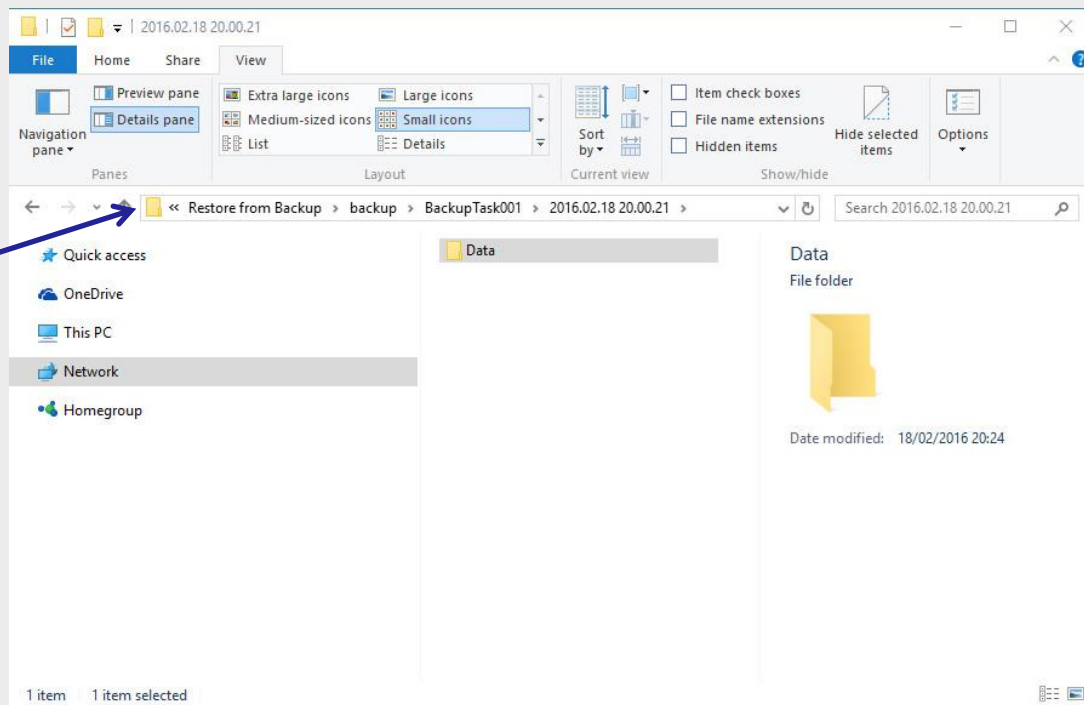 2016.02.18 20.00.21
File Home Share View
Navigation pane
Preview pane
Details pane
Panes
Extra large icons Large icons
Medium-sized icons Small icons
List Details
Layout
Sort by
Current view
Item check boxes
File name extensions
Hidden items
Hide selected items
Show/hide
Options
« Restore from Backup > backup > BackupTask001 > 2016.02.18 20.00.21 >
Search 2016.02.18 20.00.21
Quick access
OneDrive
This PC
Network
Homegroup
Data
Data
File folder
Date modified: 18/02/2016 20:24
1 item 1 item selected